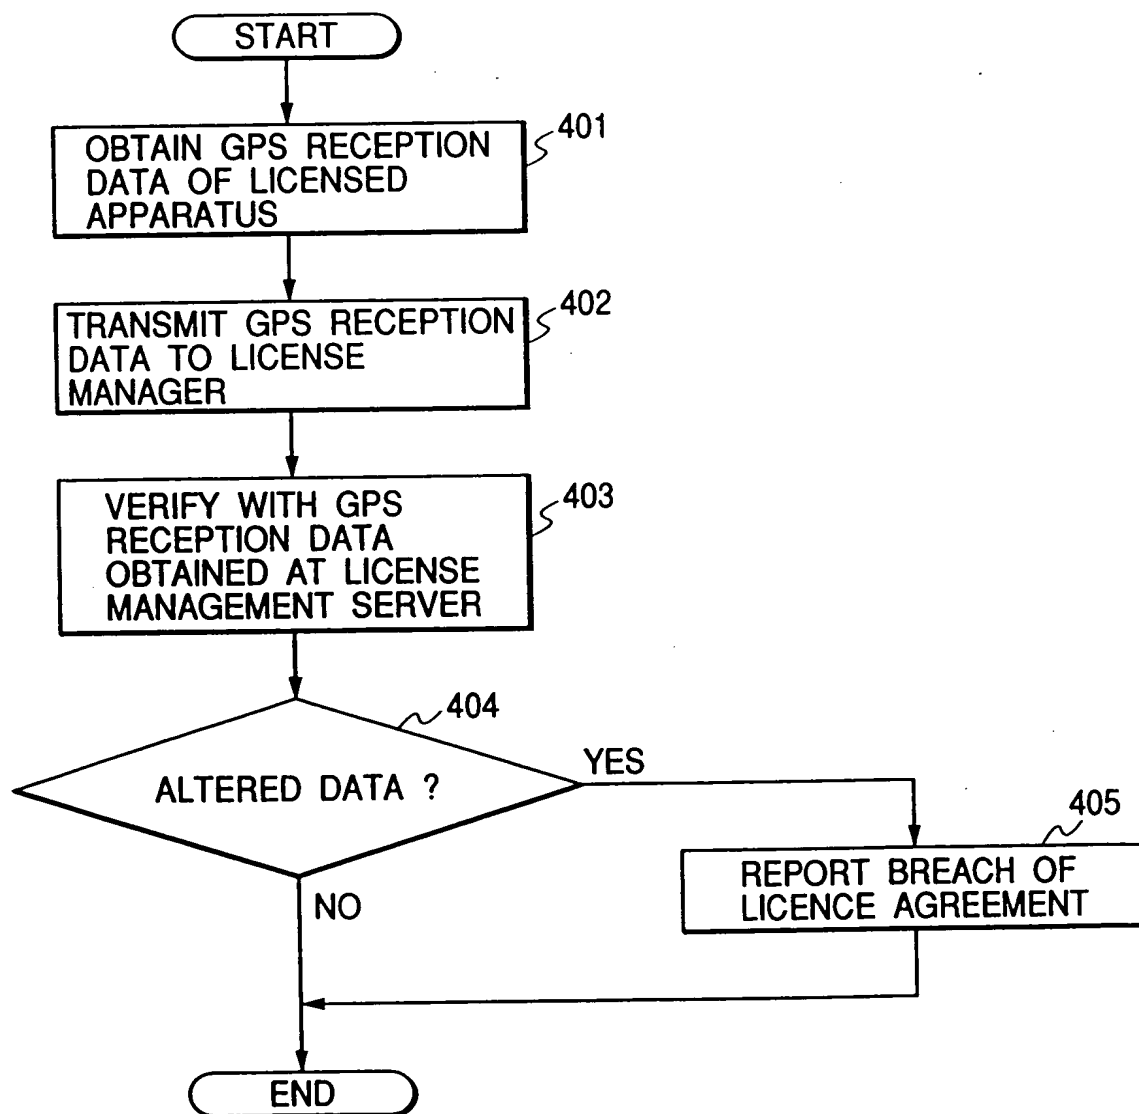 START
401
OBTAIN GPS RECEPTION
DATA OF LICENSED
APPARATUS
402
TRANSMIT GPS RECEPTION
DATA TO LICENSE
MANAGER
403
VERIFY WITH GPS
RECEPTION DATA
OBTAINED AT LICENSE
MANAGEMENT SERVER
404
ALTERED DATA ?
YES
405
REPORT BREACH OF
LICENCE AGREEMENT
NO
END